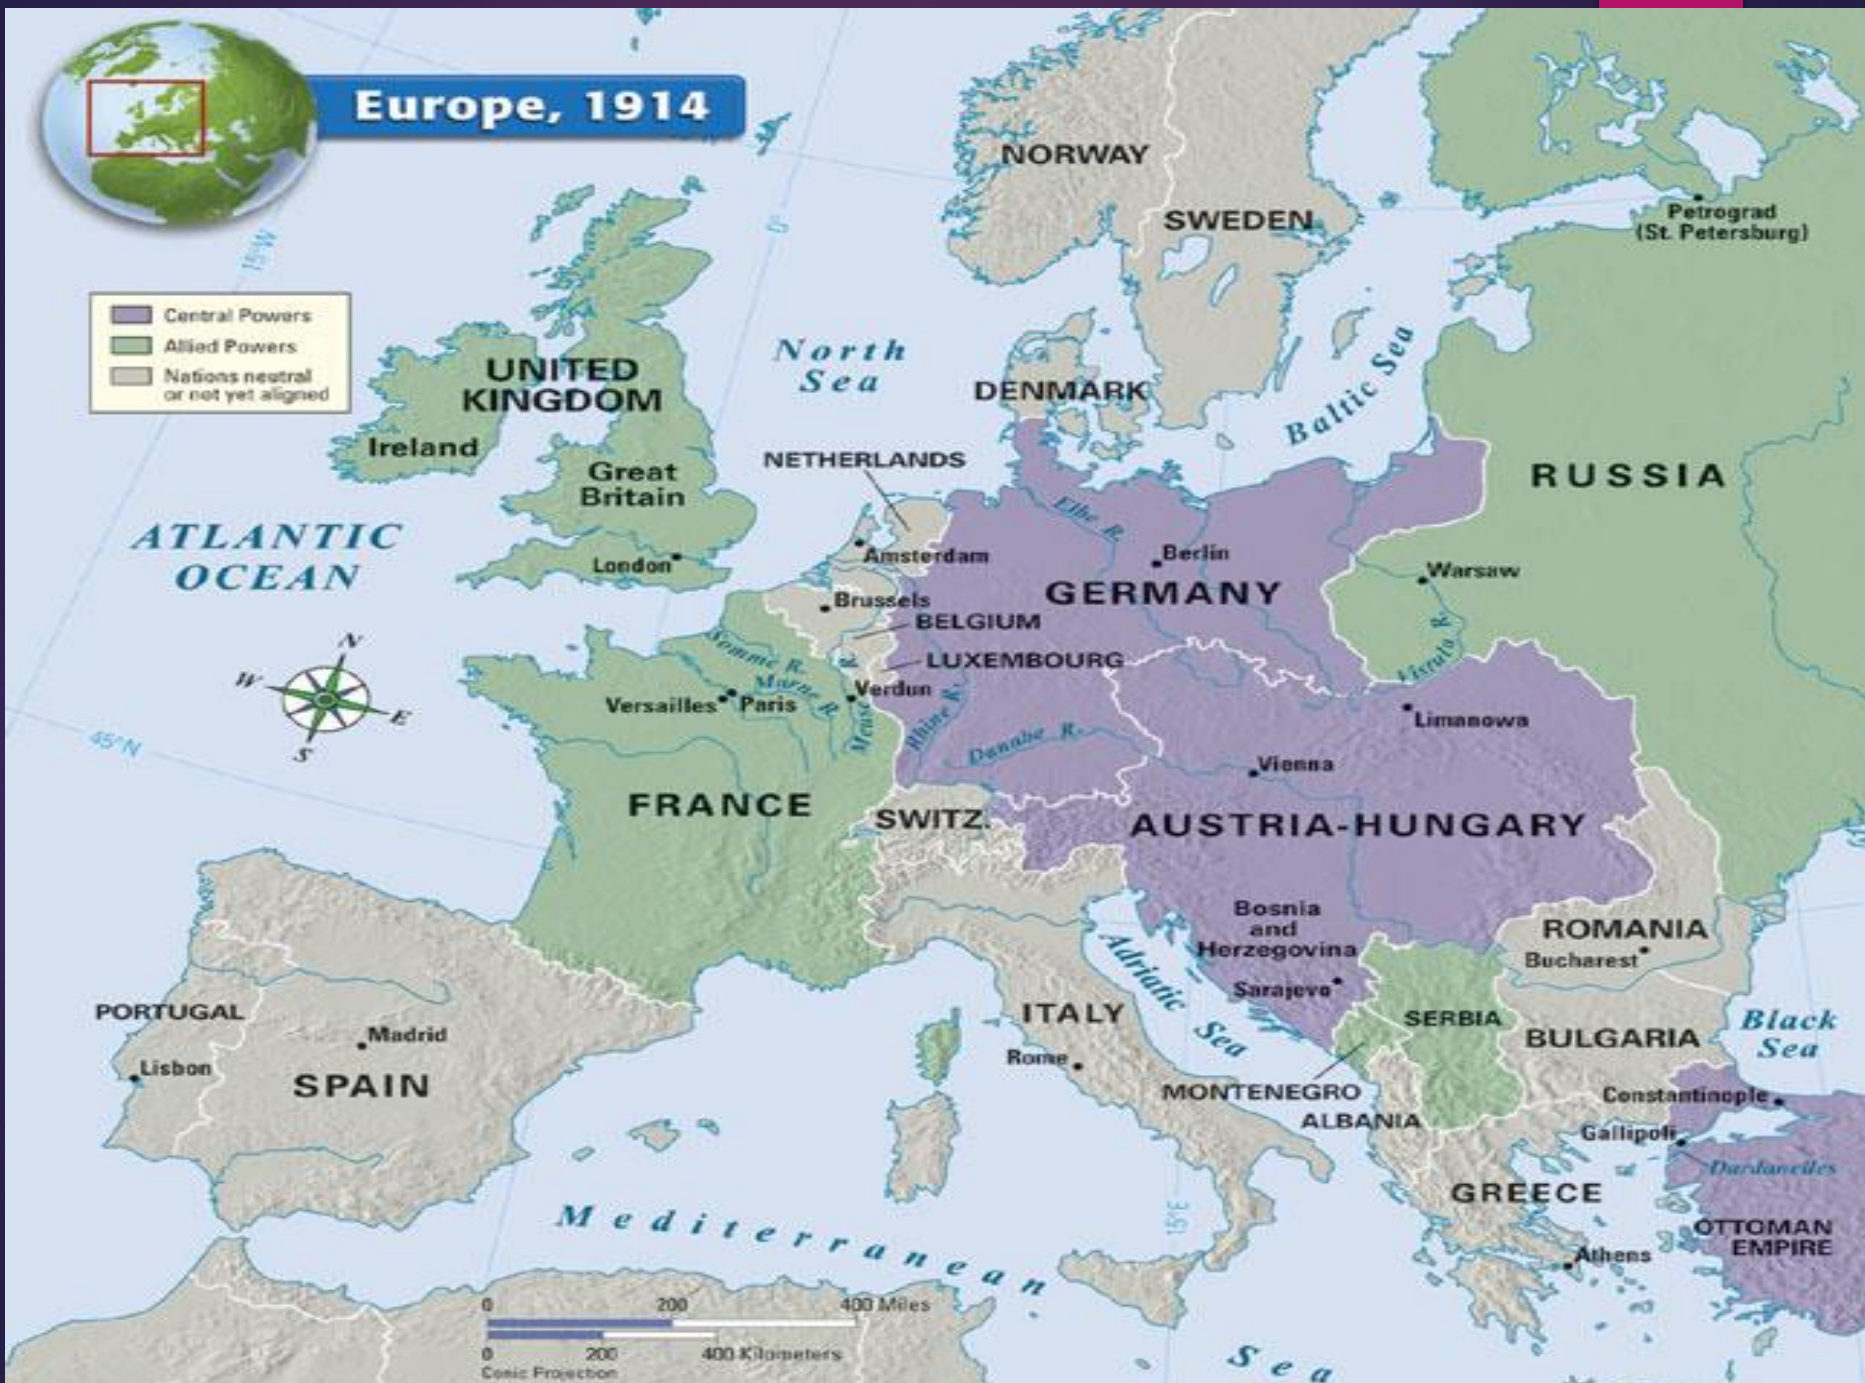 Europe, 1914
15°W
0°
Central Powers
Allied Powers
Nations neutral
or not yet aligned
NORWAY
SWEDEN
Petrograd
(St. Petersburg)
North
Sea
UNITED
KINGDOM
Ireland
Great
Britain
London
DENMARK
Baltic Sea
NETHERLANDS
Amsterdam
RUSSIA
ATLANTIC
OCEAN
Elbe R.
Berlin
GERMANY
Warsaw
Vistula R.
Brussels
BELGIUM
LUXEMBOURG
N
W
E
S
45°N
Somme R.
Marne R.
Versailles
Paris
Verdun
Meuse
R.
Rhine R.
Danube R.
Limanowa
Vienna
FRANCE
SWITZ.
AUSTRIA-HUNGARY
Bosnia
and
Herzegovina
Sarajevo
ROMANIA
Bucharest
Adriatic Sea
PORTUGAL
Lisbon
Madrid
SPAIN
ITALY
Rome
SERBIA
BULGARIA
Black
Sea
MONTENEGRO
ALBANIA
Constantinople
Gallipoli
Dardanelles
GREECE
Athens
OTTOMAN
EMPIRE
15°E
Mediterranean
Sea
0 200 400 Miles
0 200 400 Kilometers
Conic Projection